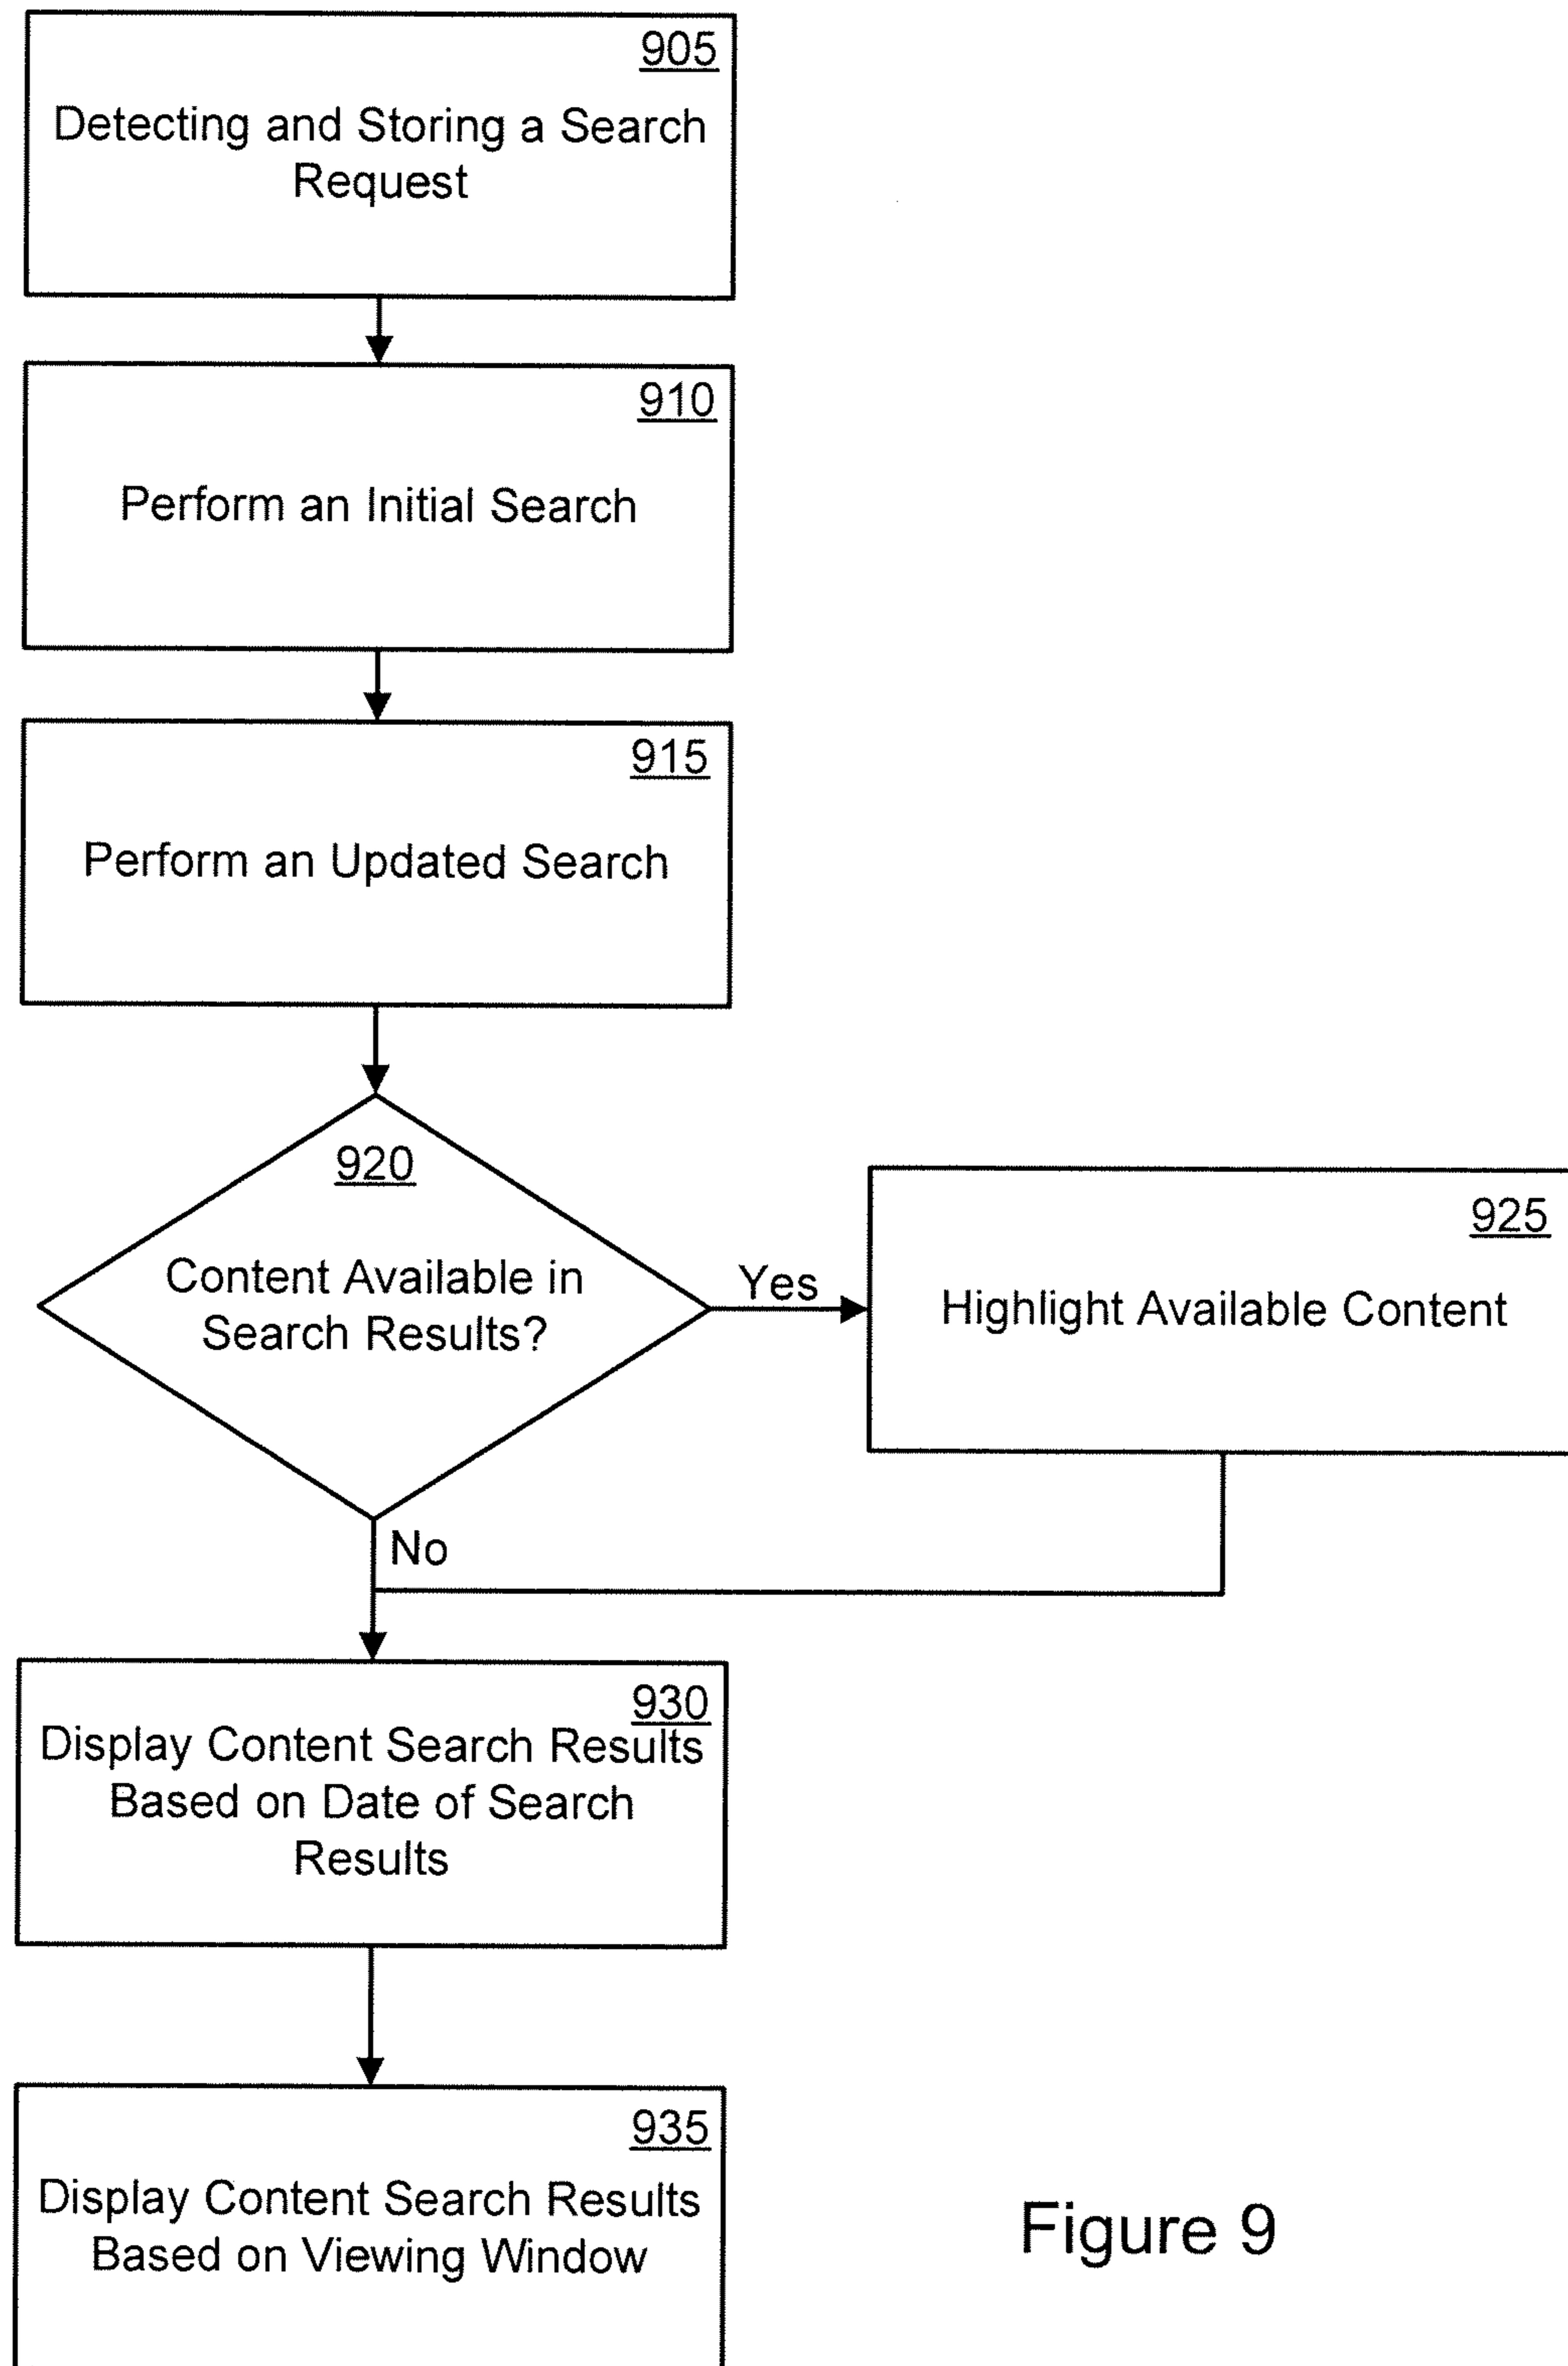 905
Detecting and Storing a Search
Request
910
Perform an Initial Search
915
Perform an Updated Search
920
Content Available in
Search Results?
Yes
925
Highlight Available Content
No
930
Display Content Search Results
Based on Date of Search
Results
935
Display Content Search Results
Based on Viewing Window
Figure 9